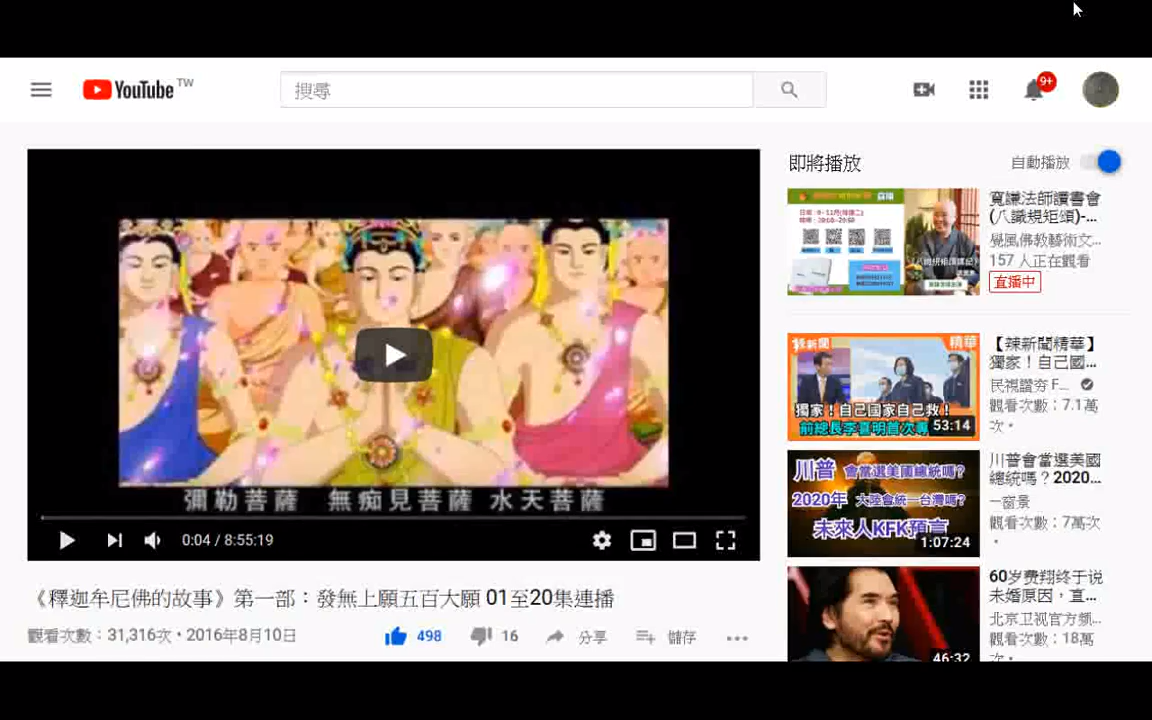 YouTube TW
搜尋
9+
彌勒菩薩 無痴見菩薩 水天菩薩
0:04 / 8:55:19
《釋迦牟尼佛的故事》第一部：發無上願五百大願 01至20集連播
觀看次數：31,316次 • 2016年8月10日
498
16
分享
儲存
即將播放
自動播放
寬謙法師讀書會
(八識規矩頌)-...
覺風佛教藝術文...
157 人正在觀看
直播中
辣新聞
精華
獨家！自己國家自己救！
53:14
【辣新聞精華】
獨家！自己國...
民視讚夯 F...
觀看次數：7.1萬
次 •
川普 會當選美國總統嗎?
2020年 大陸會統一台灣嗎?
未來人KFK預言
1:07:24
川普會當選美國
總統嗎？2020...
一窗景
觀看次數：7萬次
•
46:32
60岁费翔终于说
未婚原因，直...
北京卫视官方频...
觀看次數：18萬
次 •